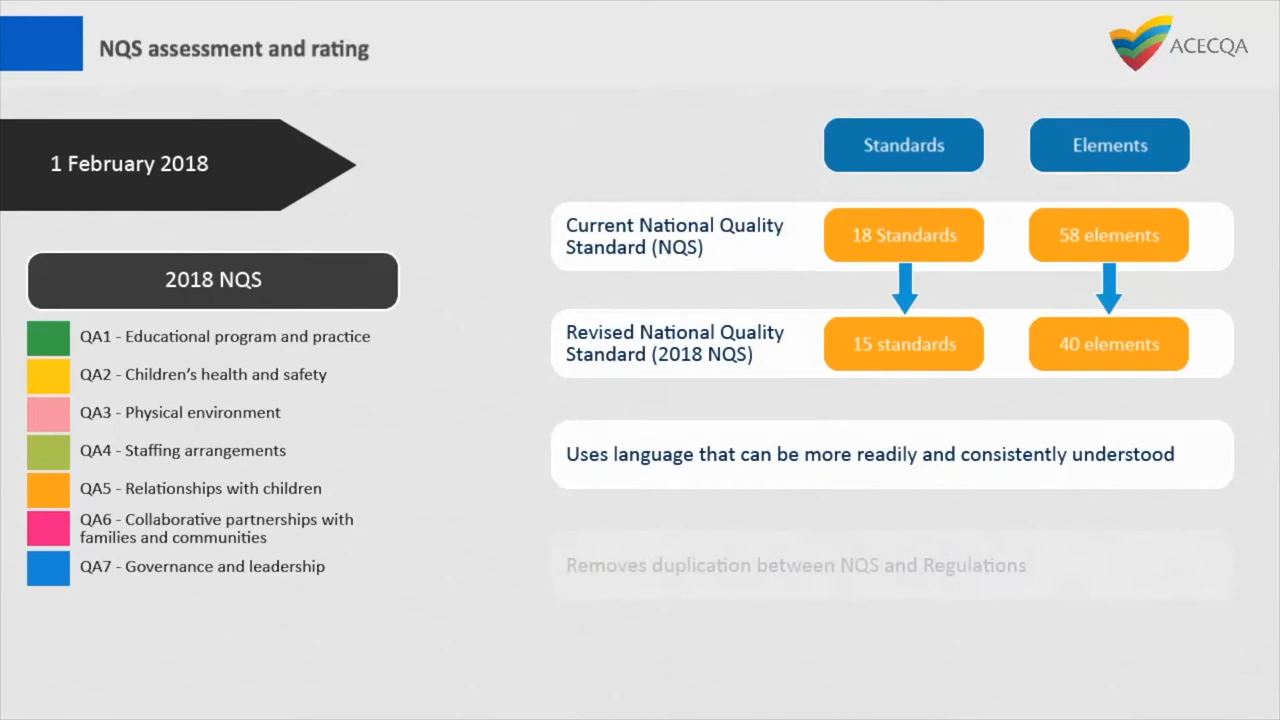 NQS assessment and rating
ACECQA
1 February 2018
2018 NQS
QA1 - Educational program and practice
QA2 - Children’s health and safety
QA3 - Physical environment
QA4 - Staffing arrangements
QA5 - Relationships with children
QA6 - Collaborative partnerships with
families and communities
QA7 - Governance and leadership
Standards
Elements
Current National Quality
Standard (NQS)
18 Standards
58 elements
Revised National Quality
Standard (2018 NQS)
15 standards
40 elements
Uses language that can be more readily and consistently understood
Removes duplication between NQS and Regulations